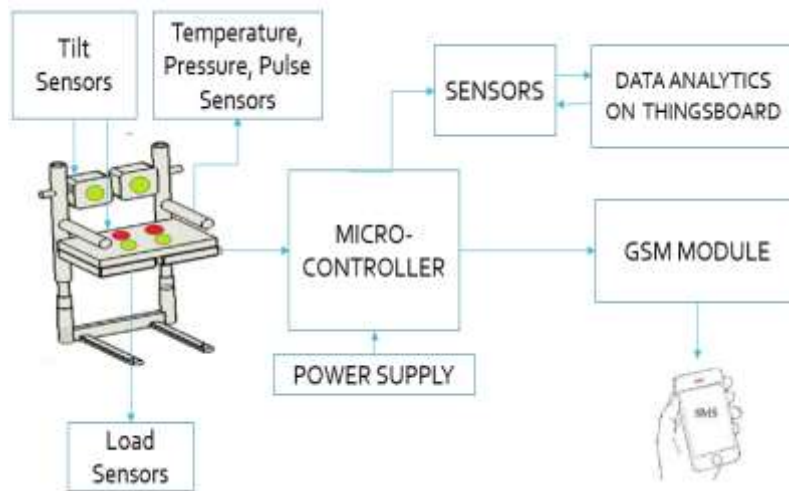 Tilt
Sensors
Temperature,
Pressure, Pulse
Sensors
SENSORS
DATA ANALYTICS
ON THINGSBOARD
MICRO-
CONTROLLER
GSM MODULE
POWER SUPPLY
Load
Sensors
SMS